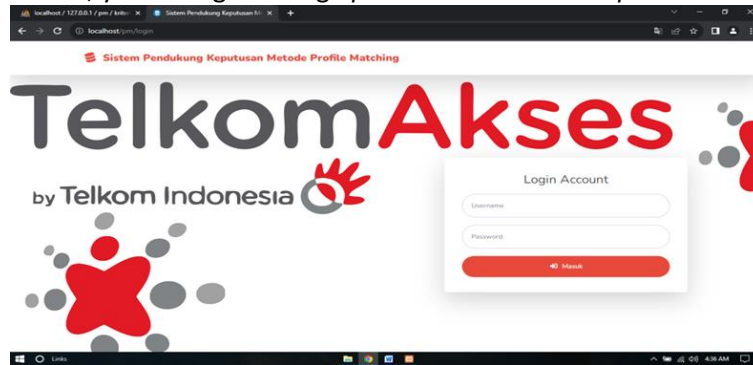 localhost / 127.0.0.1 / pm / kriter
Sistem Pendukung Keputusan Me
localhost/pm/login
Sistem Pendukung Keputusan Metode Profile Matching
TelkomAkses
by Telkom Indonesia
Login Account
Username
Password
Masuk
Links
4:36 AM